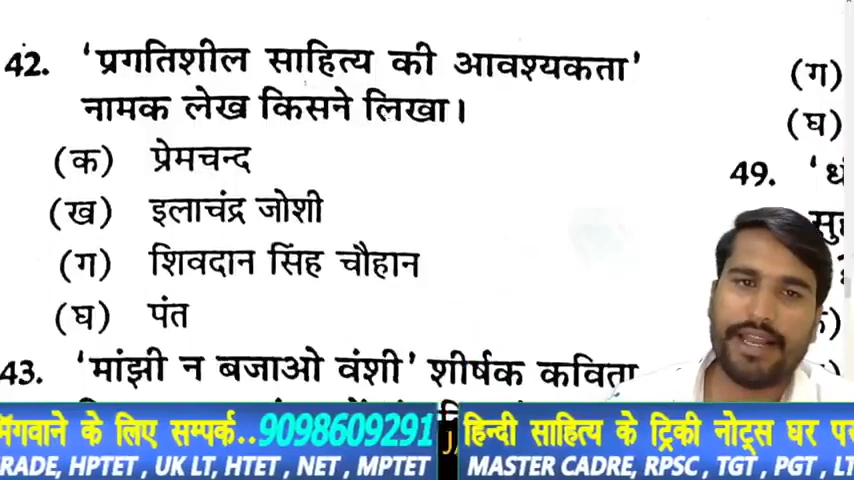 42. 'प्रगतिशील साहित्य की आवश्यकता'
नामक लेख किसने लिखा।
(क) प्रेमचन्द
(ख) इलाचंद्र जोशी
(ग) शिवदान सिंह चौहान
(घ) पंत
43. 'मांझी न बजाओ वंशी' शीर्षक कविता
(ग)
(घ)
49.
मंगवाने के लिए सम्पर्क..9098609291
हिन्दी साहित्य के ट्रिकी नोट्स घर
RADE, HPTET , UK LT, HTET , NET , MPTET
MASTER CADRE, RPSC , TGT , PGT , LT